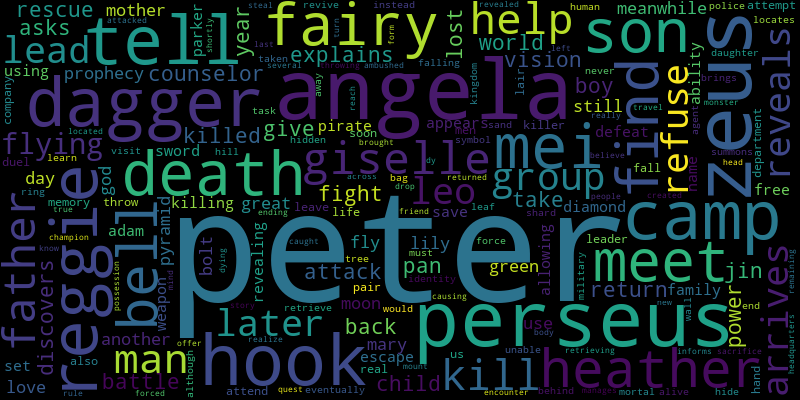 rescue mother
asks
parker
year
fairy
lost
help
world
son
meanwhile
police
attempt
human
lead tell
explains
vision
boy
locates
daughter
prophecy counselor
using
dagger
angela
find
refuse
zeus
reveals
ability
brings
company
flying
killed
give pirate
appears
still
defeat
monster
department
duel
learn
visit
sword
hill
soon
hidden
brought
men
sand
killer
symbol
mei
group
agent
name
fall
summons
day
death
giselle
leo
fight
take
diamond
free
god
ring
memory
throw
killing
great
leave
life
save
leaf
shard
leader
created
people
father
reggie
bell
adam
pyramid
peter
fly
lily
camp
champion
true
another
bolt
dying
revealing
ending
caught
tree
friend
must
force
allowing
meet
jin
remaining
discovers
know
possession
weapon
mind
attack
pan
green
identity
military
return family
arrives
set
man
also
later
moon
pair
would
causing
perseus
retrieve
story
wall
new
power
end
headquarters
love
battle
although
hook
offer
realize
back
mary
escape
us
real
unable
body
kill
use
retrieving
informs
sacrifice
heather
hand
rule
forced
attend
quest
eventually
child
mount
encounter
behind
mortal
alive
hide
located
attacked
shortly
last
several
taken
away
revive
instead
form
turn
throwing
ambushed
falling
reach
kingdom
lair
steal
revealed
left
never
really
believe
travel
head
task
across
bag
drop
returned